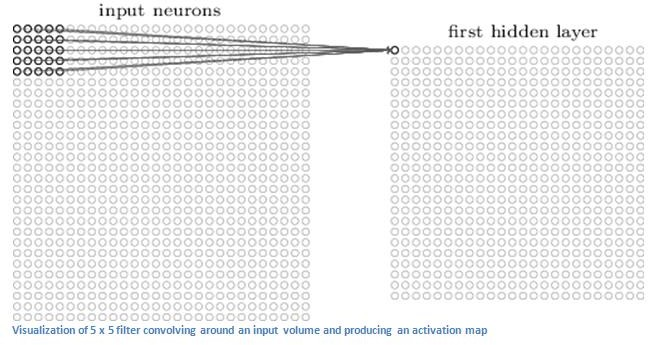 input neurons
first hidden layer
Visualization of 5 x 5 filter convolving around an input volume and producing an activation map